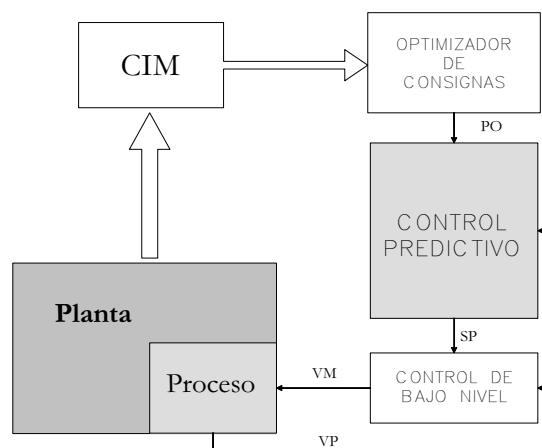 CIM
OPTIMIZADOR
DE
CONSIGNAS
PO
CONTROL
PREDICTIVO
Planta
SP
Proceso
VM
CONTROL DE
BAJO NIVEL
VP